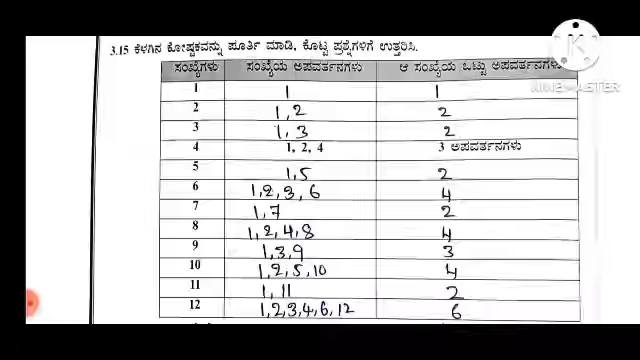 3.15 ಕೆಳಗಿನ ಕೋಷ್ಟಕವನ್ನು ಪೂರ್ತಿ ಮಾಡಿ, ಕೊಟ್ಟ ಪ್ರಶ್ನೆಗಳಿಗೆ ಉತ್ತರಿಸಿ.
ಸಂಖ್ಯೆಗಳು ಸಂಖ್ಯೆಯ ಅಪವರ್ತನಗಳು ಆ ಸಂಖ್ಯೆಯ ಒಟ್ಟು ಅಪವರ್ತನಗಳು
K
KINEMASTER
1 1 1
2 1,2 2
3 1,3 2
4 1, 2, 4 3 ಅಪವರ್ತನಗಳು
5 1,5 2
6 1,2,3,6 4
7 1,7 2
8 1,2,4,8 4
9 1,3,9 3
10 1,2,5,10 4
11 1,11 2
12 1,2,3,4,6,12 6